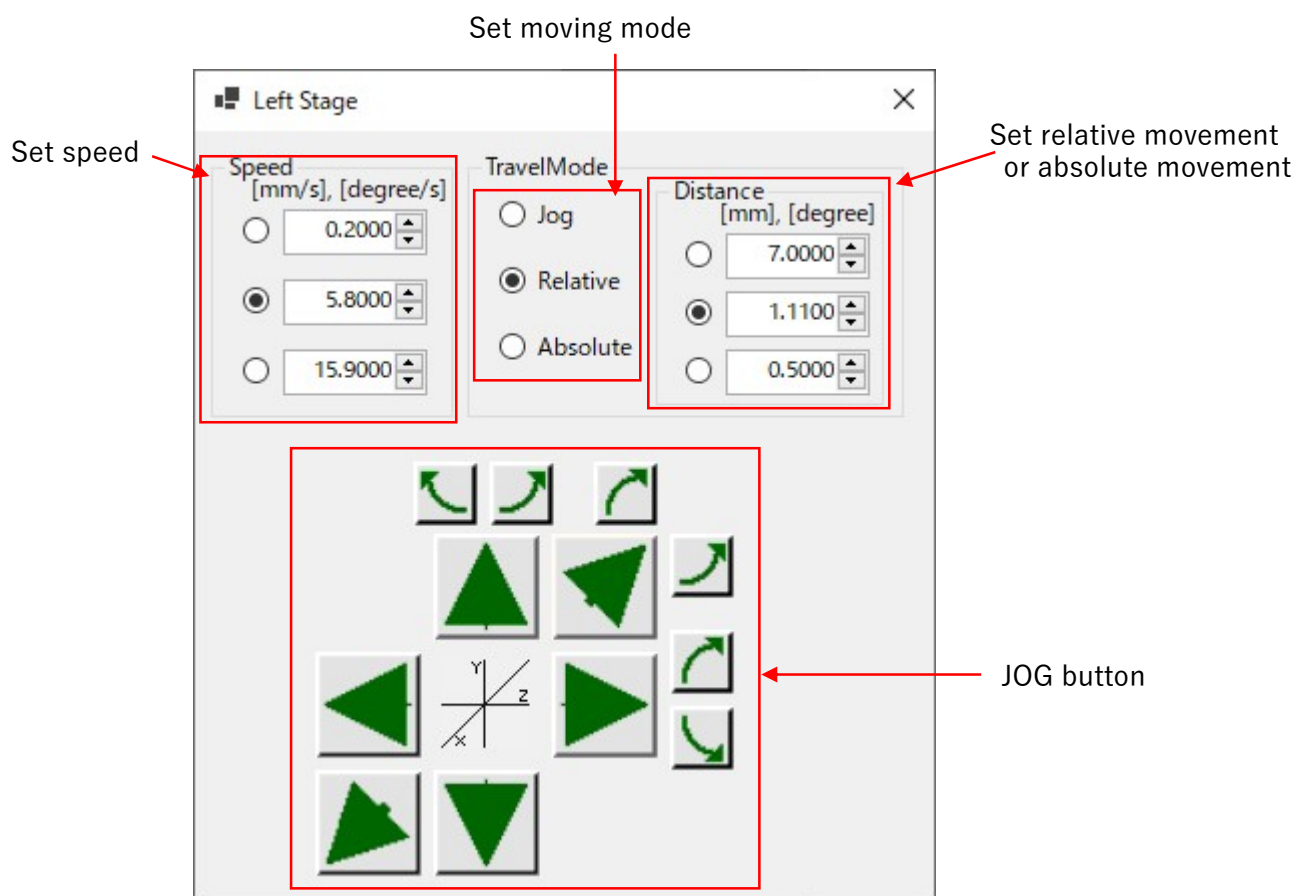 Set moving mode
Left Stage
Set speed
Set relative movement
or absolute movement
Speed
[mm/s], [degree/s]
0.2000
5.8000
15.9000
TravelMode
Jog
Relative
Absolute
Distance
[mm], [degree]
7.0000
1.1100
0.5000
Y
Z
X
JOG button